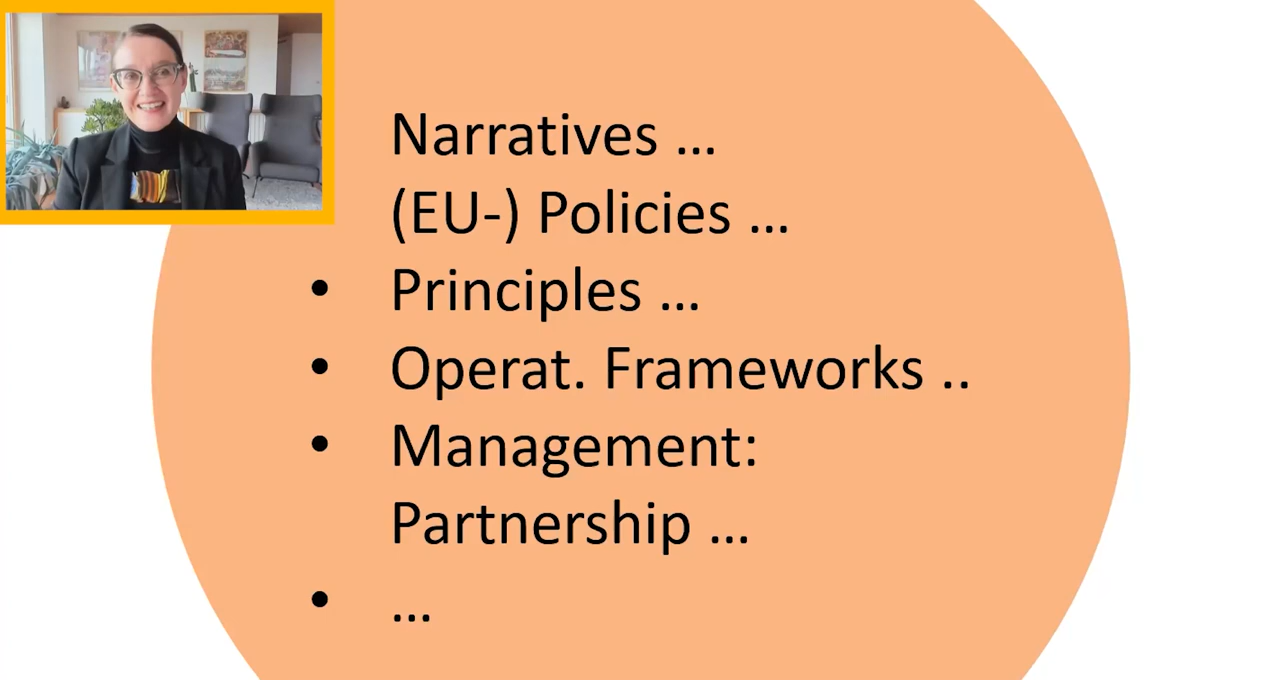 Narratives ...
(EU-) Policies ...
• Principles ...
• Operat. Frameworks ..
• Management:
Partnership ...
• ...